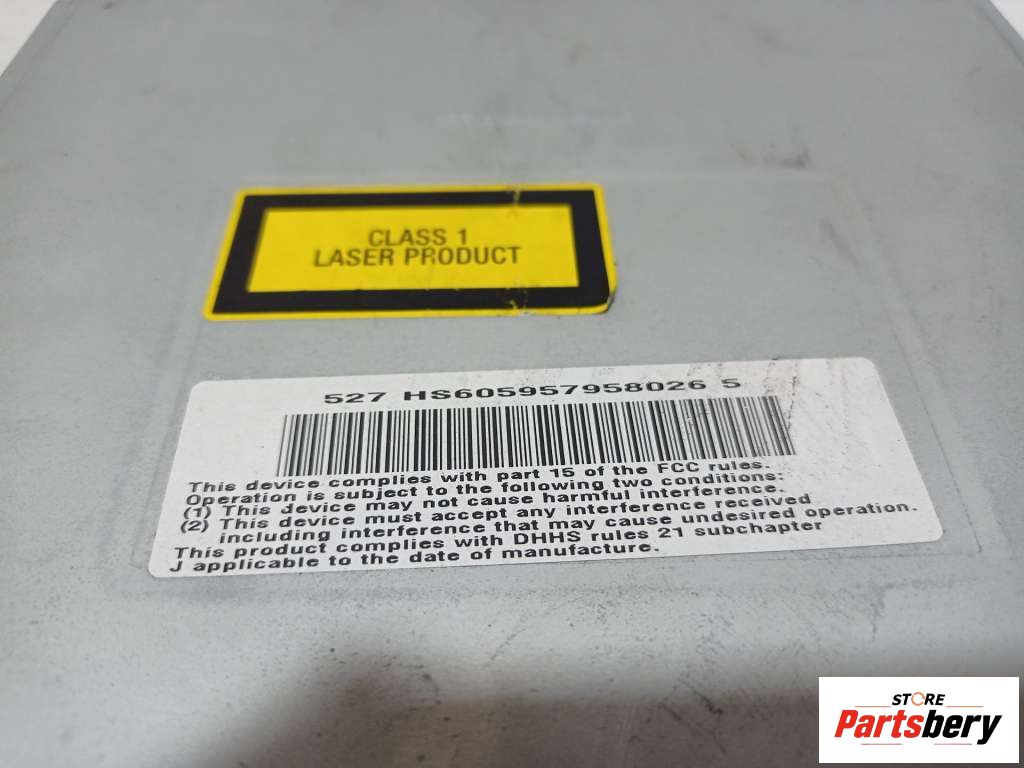 CLASS 1
LASER PRODUCT
527 HS605957958026 5
This device complies with part 15 of the FCC rules.
Operation is subject to the following two conditions:
(1) This device may not cause harmful interference.
(2) This device must accept any interference received
including interference that may cause undesired operation.
This product complies with DHHS rules 21 subchapter
J applicable to the date of manufacture.
STORE
Partsbery